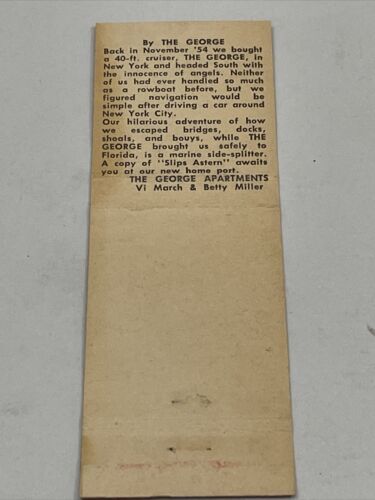 By THE GEORGE
Back in November '54 we bought
a 40-ft. cruiser, THE GEORGE, in
New York and headed South with
the innocence of angels. Neither
of us had ever handled so much
as a rowboat before, but we
figured navigation would be
simple after driving a car around
New York City.
Our hilarious adventure of how
we escaped bridges, docks,
shoals, and bouys, while THE
GEORGE brought us safely to
Florida, is a marine side-splitter.
A copy of "Slips Astern" awaits
you at our new home port.
THE GEORGE APARTMENTS
Vi March & Betty Miller